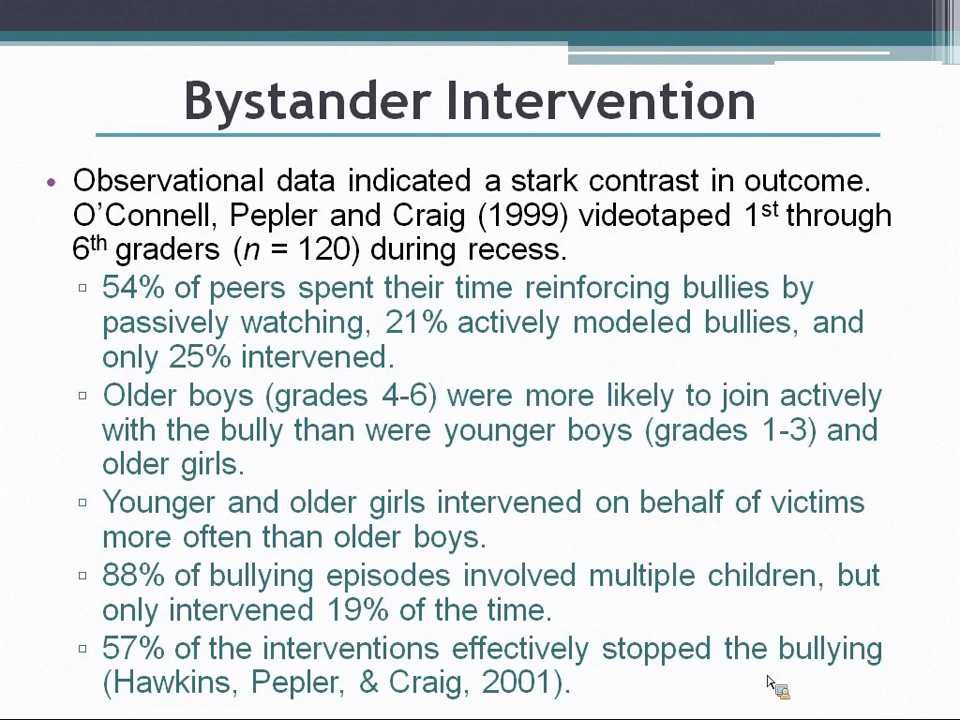 Bystander Intervention
• Observational data indicated a stark contrast in outcome.
O’Connell, Pepler and Craig (1999) videotaped 1st through
6th graders (n = 120) during recess.
▫ 54% of peers spent their time reinforcing bullies by
passively watching, 21% actively modeled bullies, and
only 25% intervened.
▫ Older boys (grades 4-6) were more likely to join actively
with the bully than were younger boys (grades 1-3) and
older girls.
▫ Younger and older girls intervened on behalf of victims
more often than older boys.
▫ 88% of bullying episodes involved multiple children, but
only intervened 19% of the time.
▫ 57% of the interventions effectively stopped the bullying
(Hawkins, Pepler, & Craig, 2001).